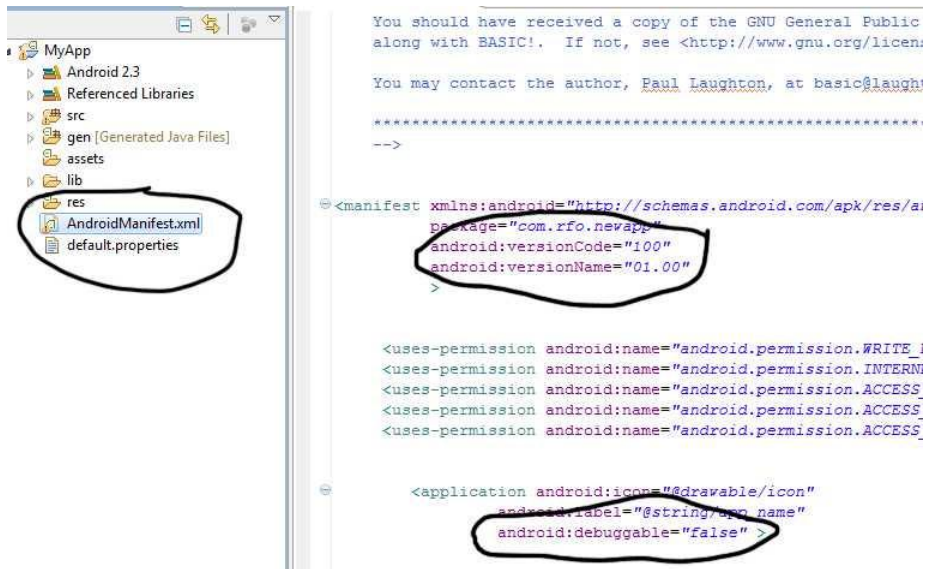 MyApp
Android 2.3
Referenced Libraries
src
gen [Generated Java Files]
assets
lib
res
AndroidManifest.xml
default.properties
You should have received a copy of the GNU General Public
along with BASIC!. If not, see <http://www.gnu.org/licens
You may contact the author, Paul Laughton, at basic@laught
*********************************************************
-->
<manifest xmlns:android="http://schemas.android.com/apk/res/an
package="com.rfo.newapp"
android:versionCode="100"
android:versionName="01.00"
>
<uses-permission android:name="android.permission.WRITE_
<uses-permission android:name="android.permission.INTERN
<uses-permission android:name="android.permission.ACCESS_
<uses-permission android:name="android.permission.ACCESS_
<uses-permission android:name="android.permission.ACCESS_
<application android:icon="@drawable/icon"
android:label="@string/app_name"
android:debuggable="false" >